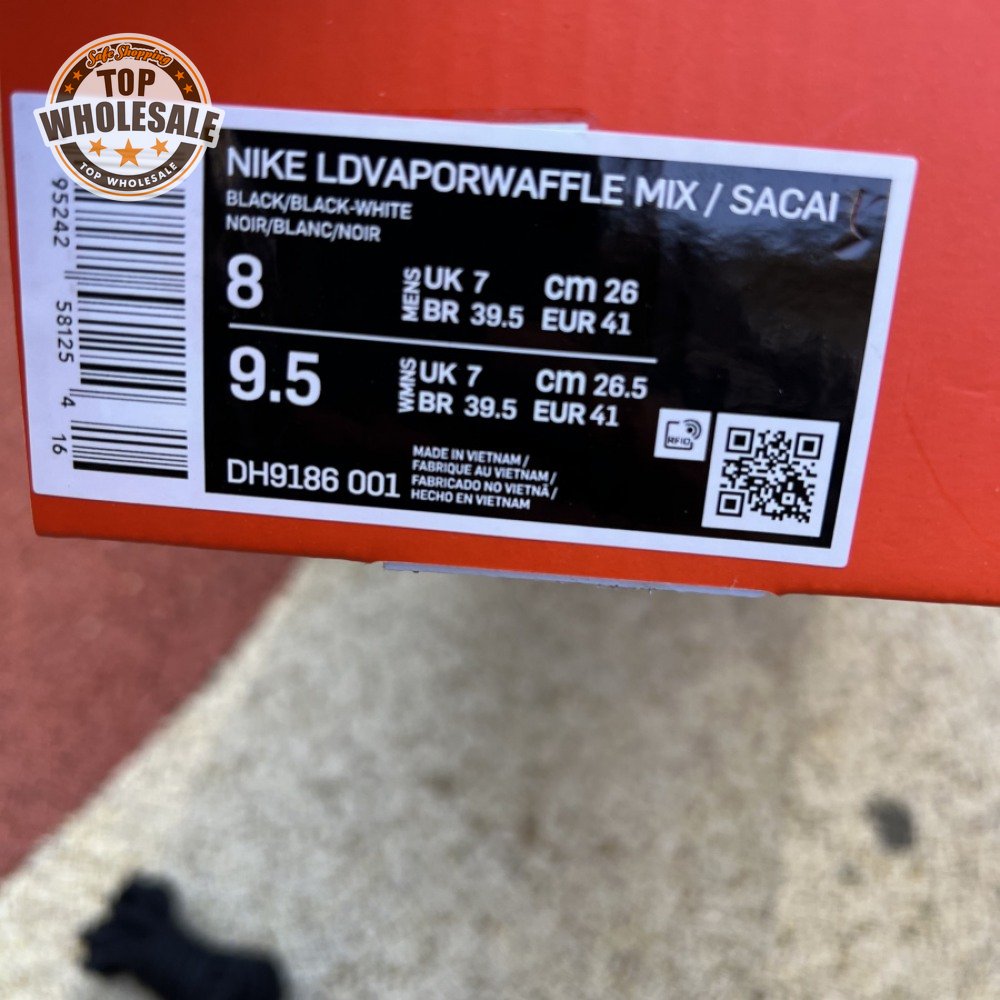 Safe Shopping
TOP
WHOLESALE
TOP WHOLESALE
NIKE LDVAPORWAFFLE MIX / SACAI
BLACK/BLACK-WHITE
NOIR/BLANC/NOIR
8
MENS
UK 7 cm 26
BR 39.5 EUR 41
9.5
WMNS
UK 7 cm 26.5
BR 39.5 EUR 41
RFID
DH9186 001
MADE IN VIETNAM /
FABRIQUE AU VIETNAM /
FABRICADO NO VIETNÃ /
HECHO EN VIETNAM
95242 58125 4 16